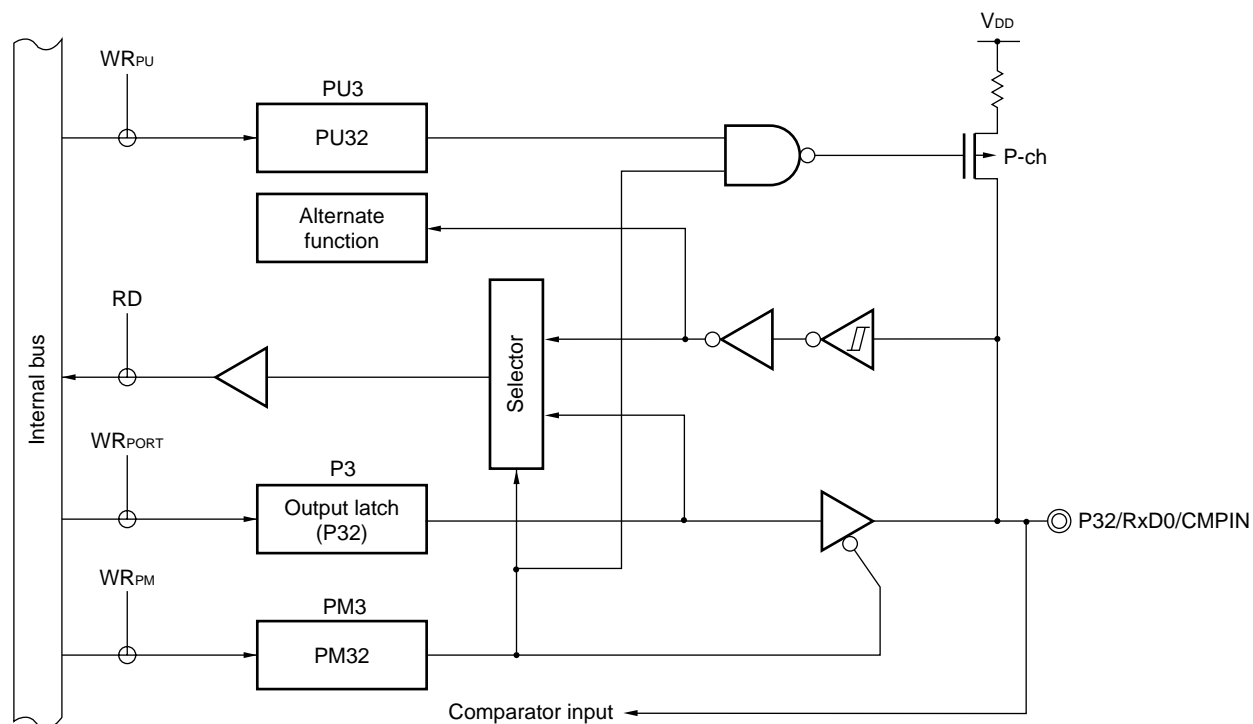 VDD
WRPU
PU3
PU32
P-ch
Alternate
function
RD
Selector
Internal bus
WRPORT
P3
Output latch
(P32)
P32/RxD0/CMPIN
WRPM
PM3
PM32
Comparator input